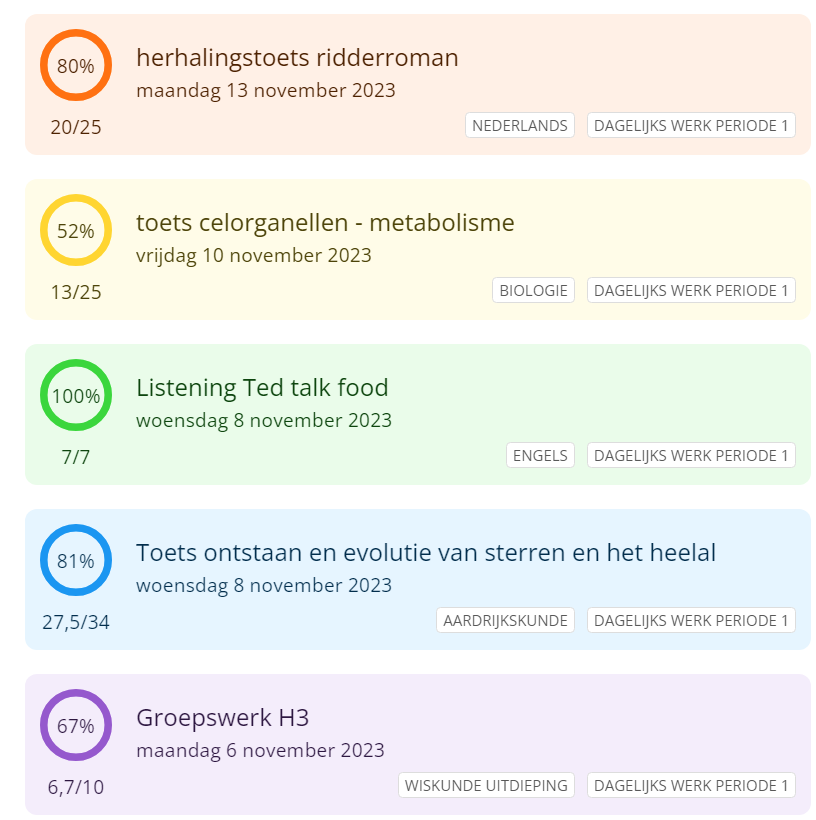 80%
herhalingstoets ridderroman
maandag 13 november 2023
20/25
NEDERLANDS DAGELIJKS WERK PERIODE 1
52%
toets celorganellen - metabolisme
vrijdag 10 november 2023
13/25
BIOLOGIE DAGELIJKS WERK PERIODE 1
100%
Listening Ted talk food
woensdag 8 november 2023
7/7
ENGELS DAGELIJKS WERK PERIODE 1
81%
Toets ontstaan en evolutie van sterren en het heelal
woensdag 8 november 2023
27,5/34
AARDRIJKSKUNDE DAGELIJKS WERK PERIODE 1
67%
Groepswerk H3
maandag 6 november 2023
6,7/10
WISKUNDE UITDIEPING DAGELIJKS WERK PERIODE 1